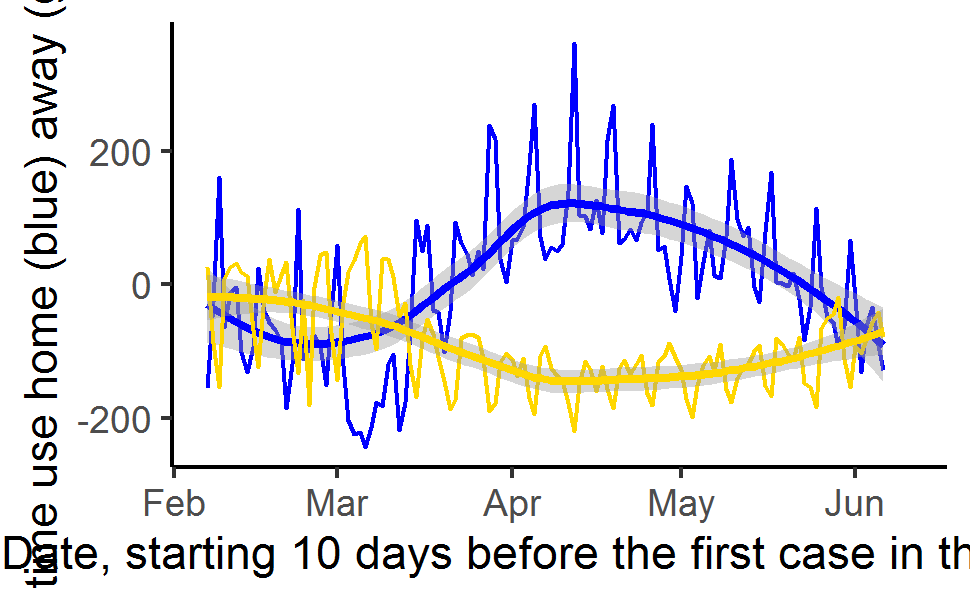 time use home (blue) away (
200
0
-200
Feb Mar Apr May Jun
Date, starting 10 days before the first case in th